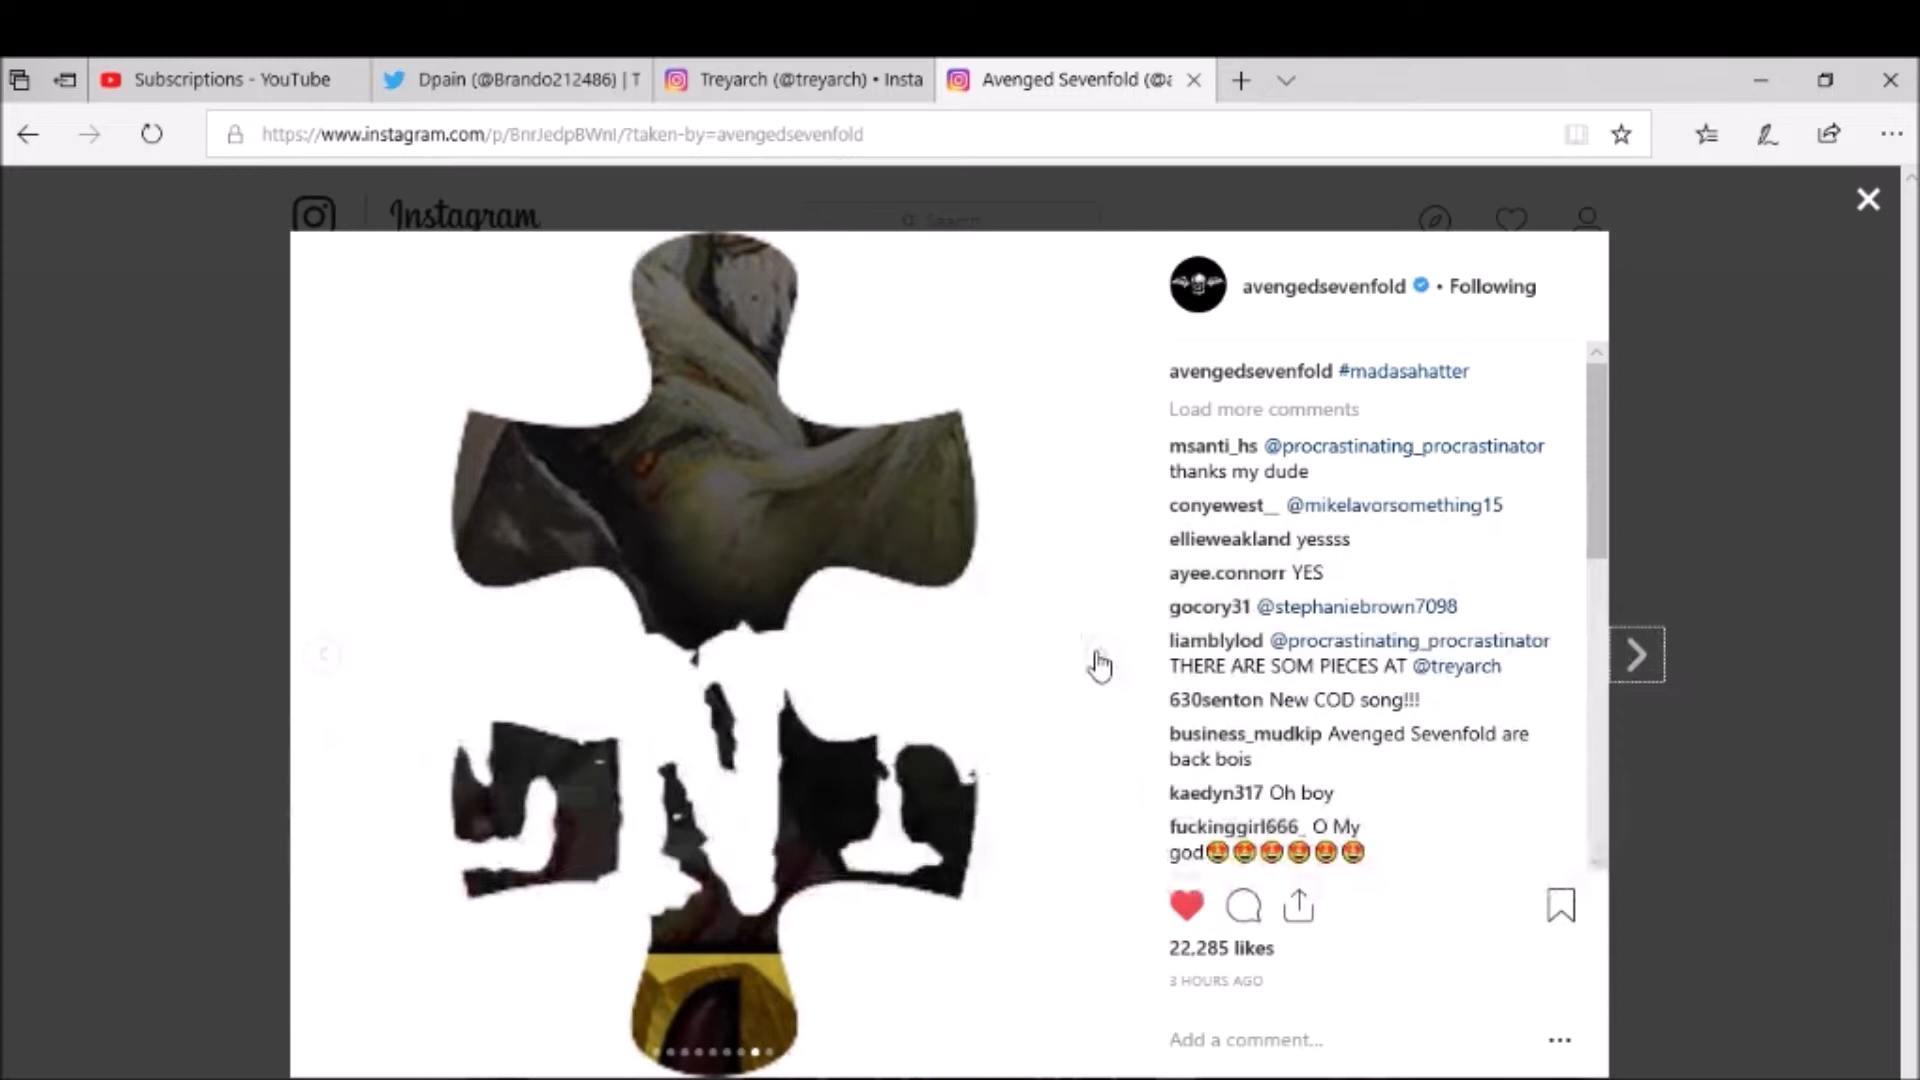 Subscriptions - YouTube
Dpain (@Brando212486) | T
Treyarch (@treyarch) • Insta
Avenged Sevenfold (@a
https://www.instagram.com/p/BnrJedpBWnI/?taken-by=avengedsevenfold
Instagram
Search
avengedsevenfold • Following
avengedsevenfold #madasahatter
Load more comments
msanti_hs @procrastinating_procrastinator
thanks my dude
conyewest__ @mikelavorsomething15
ellieweakland yessss
ayee.connorr YES
gocory31 @stephaniebrown7098
liamblylod @procrastinating_procrastinator
THERE ARE SOM PIECES AT @treyarch
630senton New COD song!!!
business_mudkip Avenged Sevenfold are
back bois
kaedyn317 Oh boy
fuckinggirl666_ O My
god🤩🤩🤩🤩🤩🤩
22,285 likes
3 HOURS AGO
Add a comment...